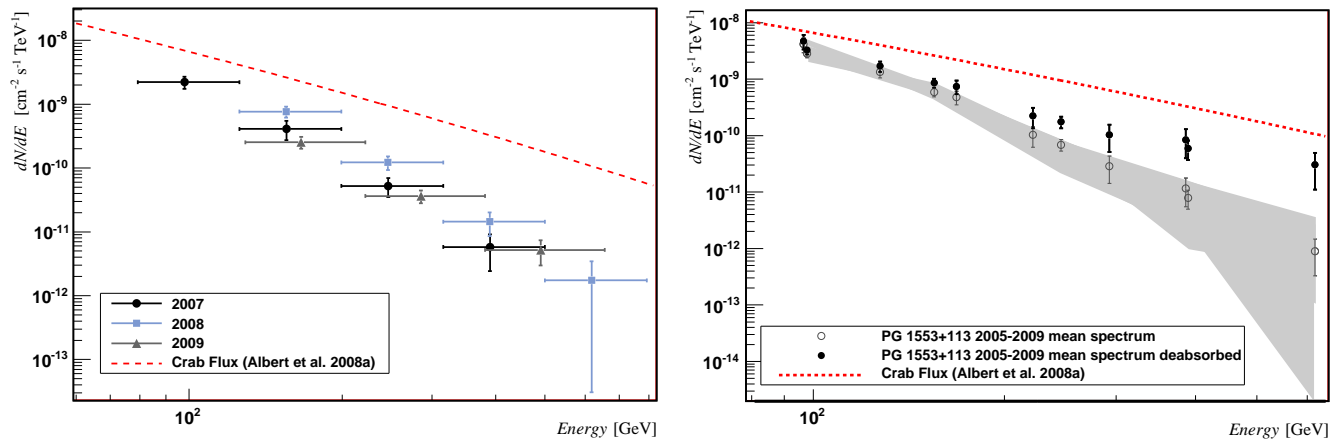 dN/dE [cm⁻² s⁻¹ TeV⁻¹]
10⁻⁸
10⁻⁹
10⁻¹⁰
10⁻¹¹
10⁻¹²
10⁻¹³
2007
2008
2009
Crab Flux (Albert et al. 2008a)
10²
Energy [GeV]
dN/dE [cm⁻² s⁻¹ TeV⁻¹]
10⁻⁸
10⁻⁹
10⁻¹⁰
10⁻¹¹
10⁻¹²
10⁻¹³
10⁻¹⁴
PG 1553+113 2005-2009 mean spectrum
PG 1553+113 2005-2009 mean spectrum deabsorbed
Crab Flux (Albert et al. 2008a)
10²
Energy [GeV]